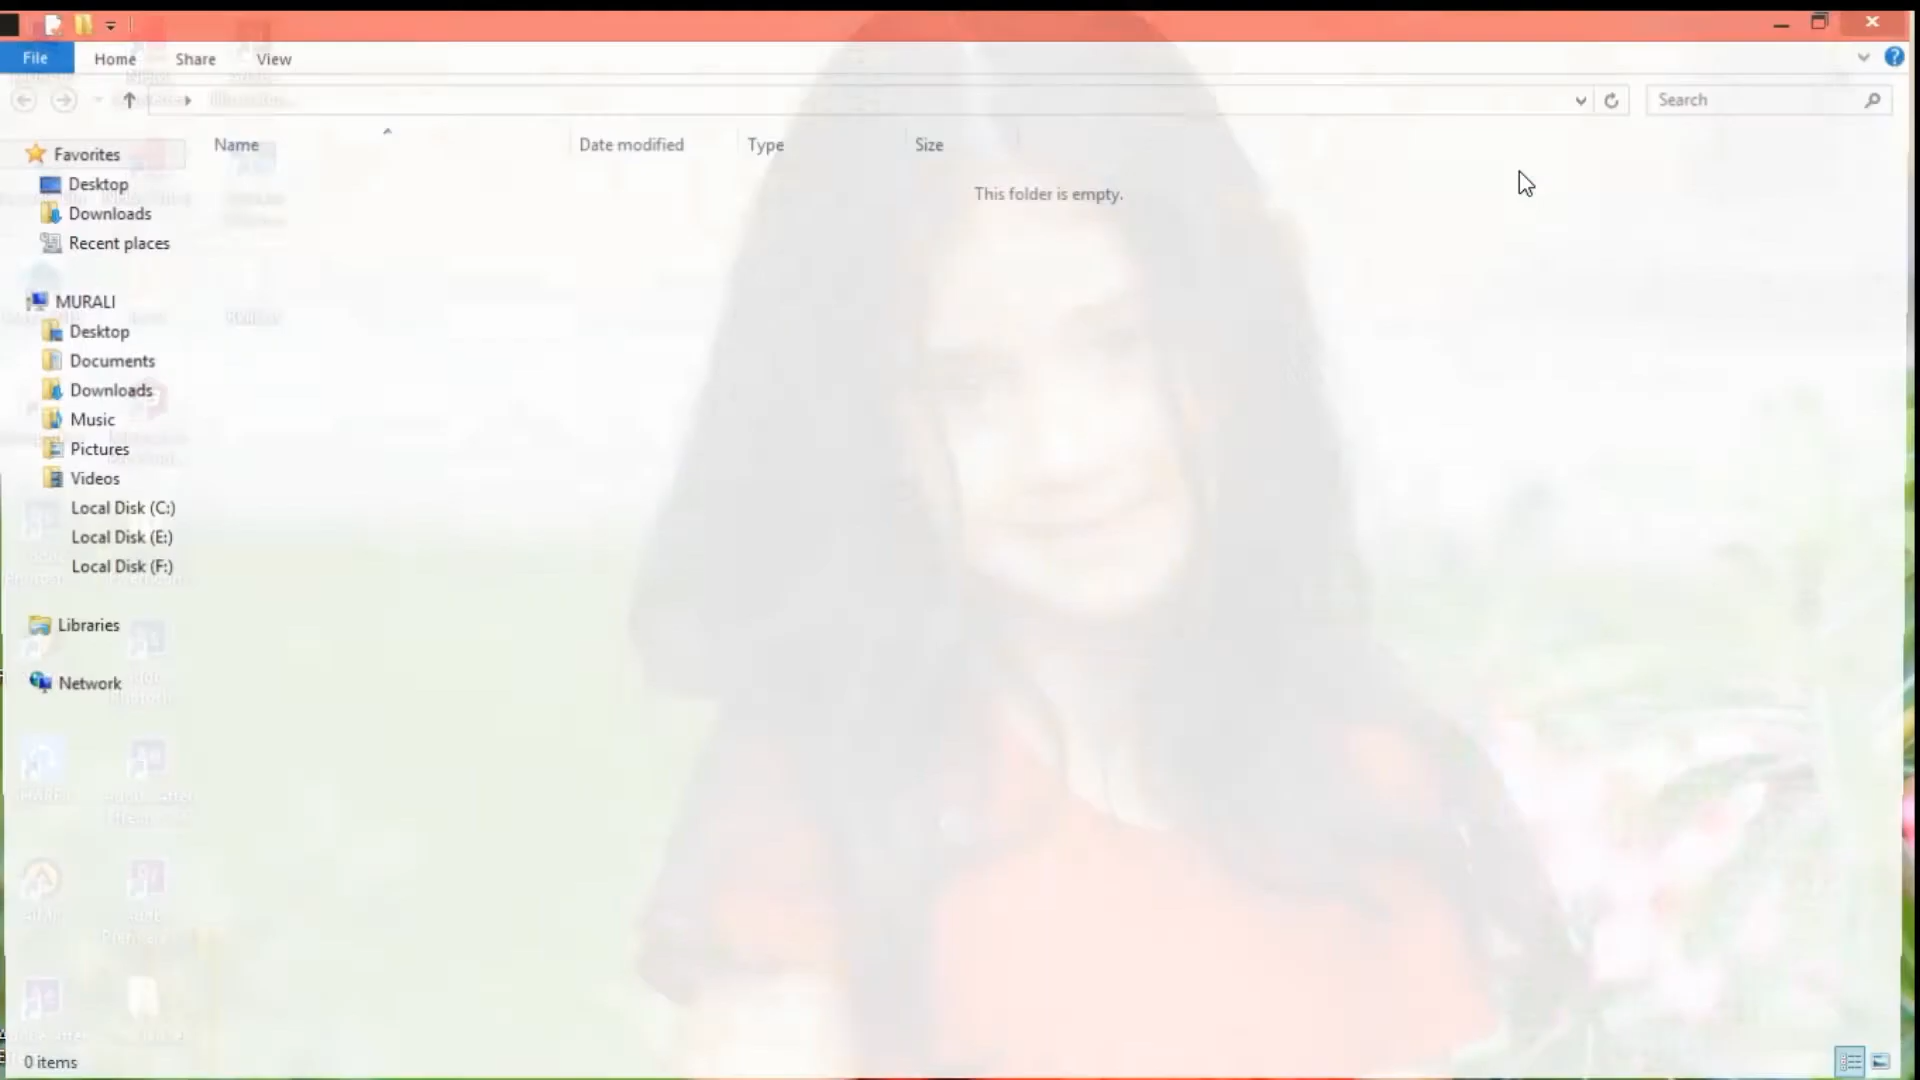 File
Home
Share
View
Search
Name
Date modified
Type
Size
This folder is empty.
Favorites
Desktop
Downloads
Recent places
MURALI
Desktop
Documents
Downloads
Music
Pictures
Videos
Local Disk (C:)
Local Disk (E:)
Local Disk (F:)
Libraries
Network
0 items